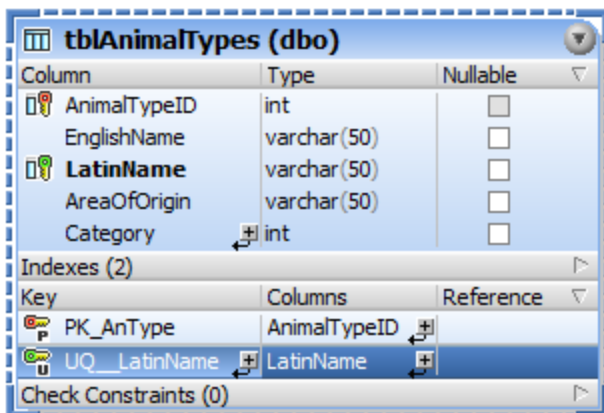 tblAnimalTypes (dbo)
Column Type Nullable
AnimalTypeID int
EnglishName varchar(50)
LatinName varchar(50)
AreaOfOrigin varchar(50)
Category int
Indexes (2)
Key Columns Reference
P PK_AnType AnimalTypeID
U UQ__LatinName LatinName
Check Constraints (0)